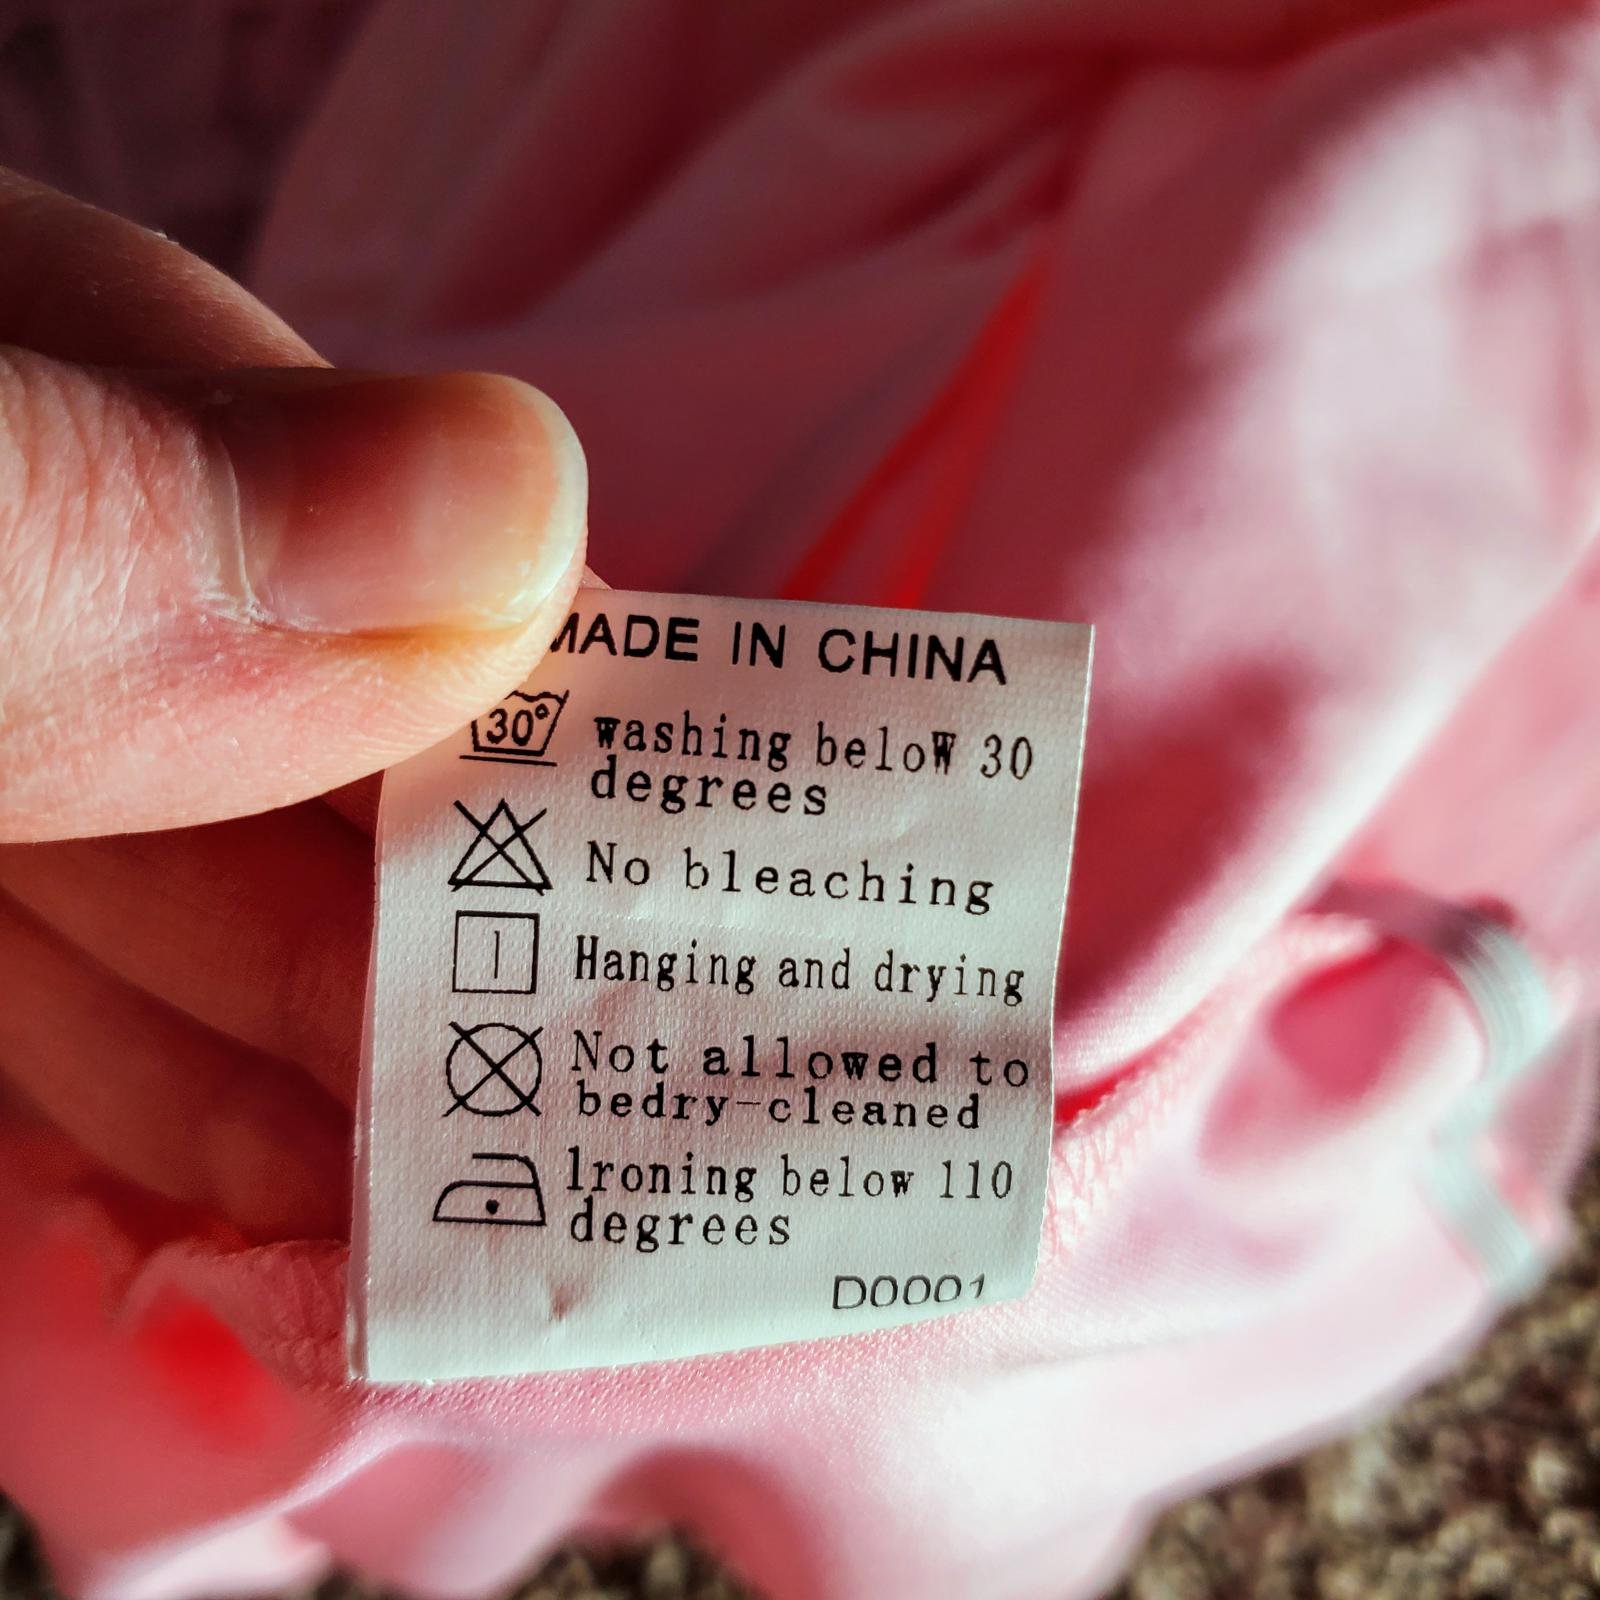 MADE IN CHINA
30° washing beloW 30
degrees
No bleaching
Hanging and drying
Not allowed to
bedry-cleaned
lroning below 110
degrees
D0001